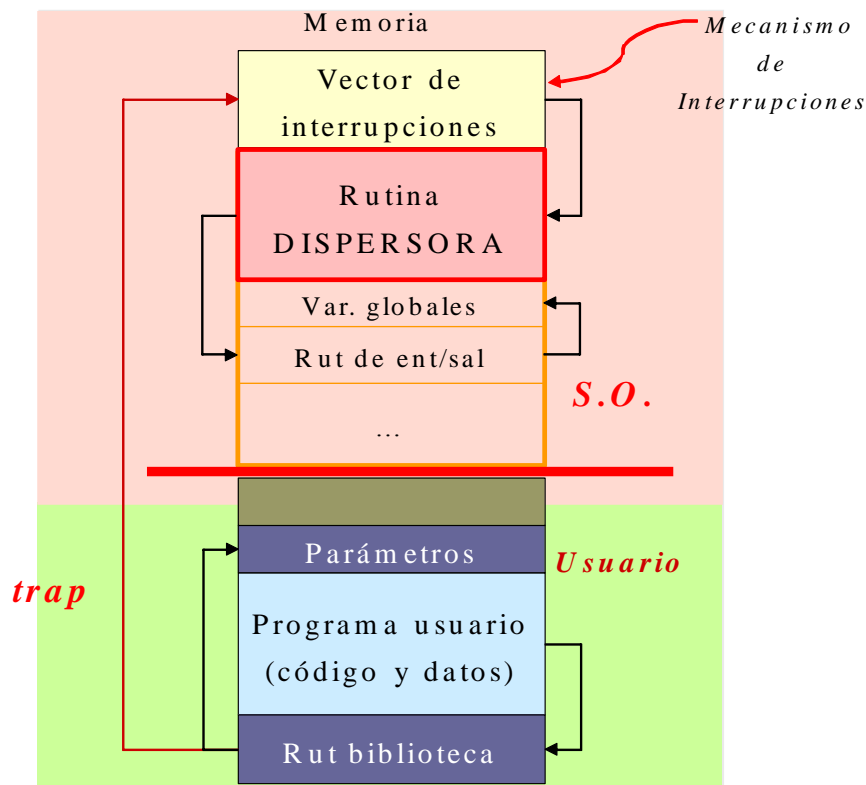 Memoria
Mecanismo
de
Interrupciones
Vector de
interrupciones
Rutina
DISPERSORA
Var. globales
Rut de ent/sal
S.O.
...
Parámetros
Usuario
trap
Programa usuario
(código y datos)
Rut biblioteca